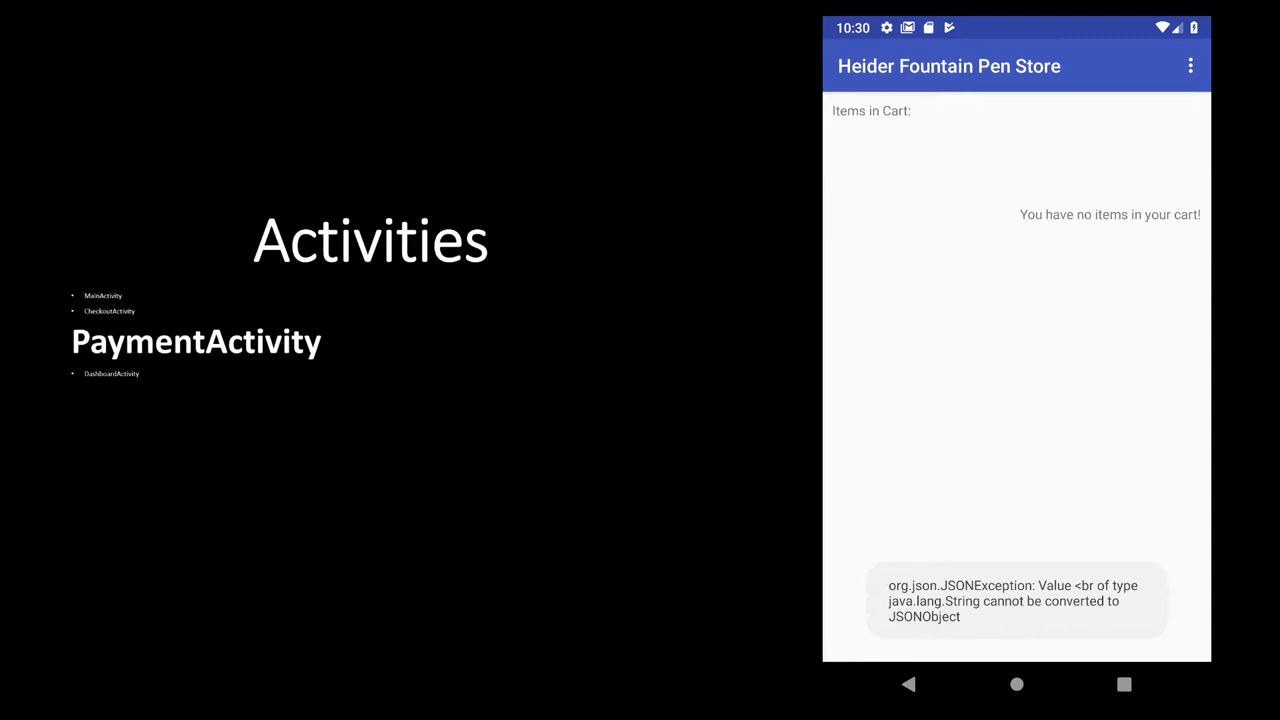 Activities
• MainActivity
• CheckoutActivity
PaymentActivity
• DashboardActivity
10:30
Heider Fountain Pen Store
Items in Cart:
You have no items in your cart!
org.json.JSONException: Value <br of type
java.lang.String cannot be converted to
JSONObject